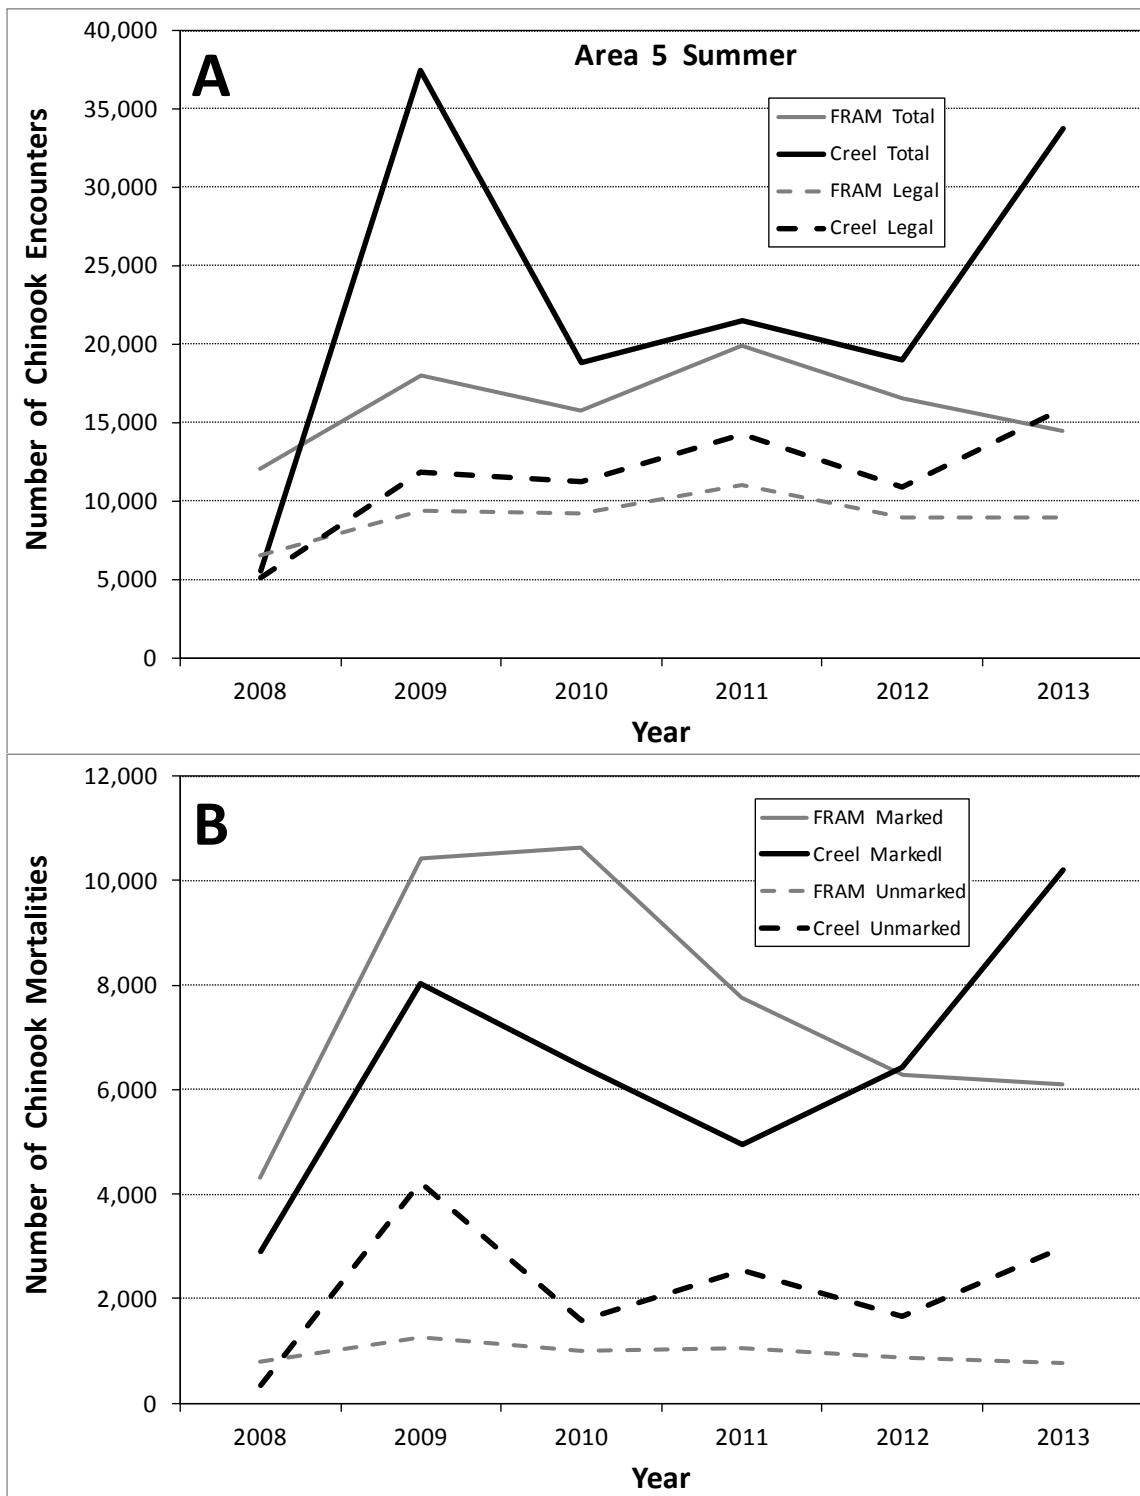 A
Area 5 Summer
40,000
35,000
30,000
25,000
20,000
15,000
10,000
5,000
0
Number of Chinook Encounters
FRAM Total
Creel Total
FRAM Legal
Creel Legal
2008 2009 2010 2011 2012 2013
Year
B
12,000
10,000
8,000
6,000
4,000
2,000
0
Number of Chinook Mortalities
FRAM Marked
Creel Markedl
FRAM Unmarked
Creel Unmarked
2008 2009 2010 2011 2012 2013
Year